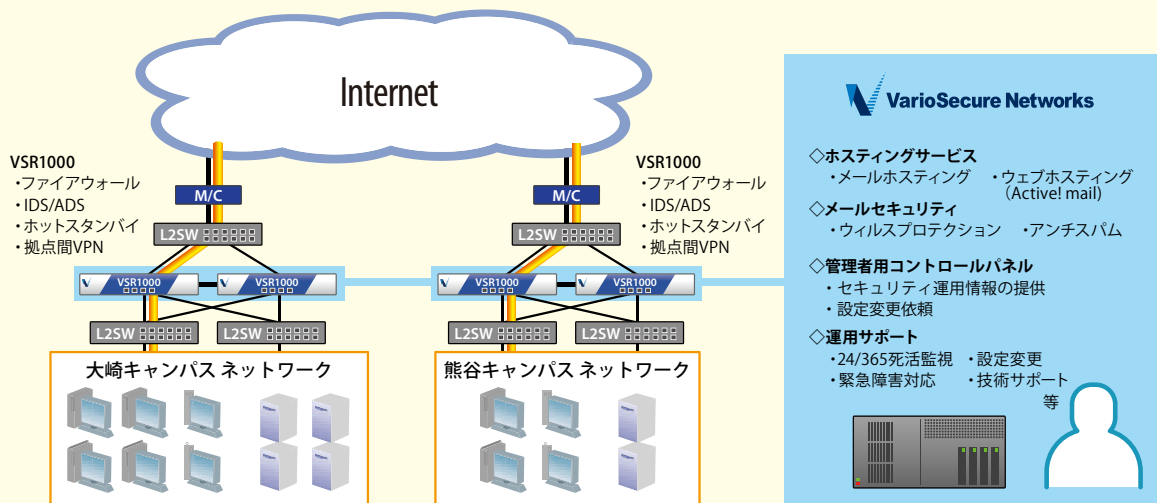 Internet
VSR1000
・ファイアウォール
・IDS/ADS
・ホットスタンバイ
・拠点間VPN
M/C
L2SW
VSR1000
VSR1000
L2SW
L2SW
大崎キャンパス ネットワーク
VSR1000
・ファイアウォール
・IDS/ADS
・ホットスタンバイ
・拠点間VPN
M/C
L2SW
VSR1000
VSR1000
L2SW
L2SW
熊谷キャンパス ネットワーク
VarioSecure Networks
◇ホスティングサービス
・メールホスティング ・ウェブホスティング
（Active! mail）
◇メールセキュリティ
・ウィルスプロテクション ・アンチスパム
◇管理者用コントロールパネル
・セキュリティ運用情報の提供
・設定変更依頼
◇運用サポート
・24/365死活監視 ・設定変更
・緊急障害対応 ・技術サポート
等